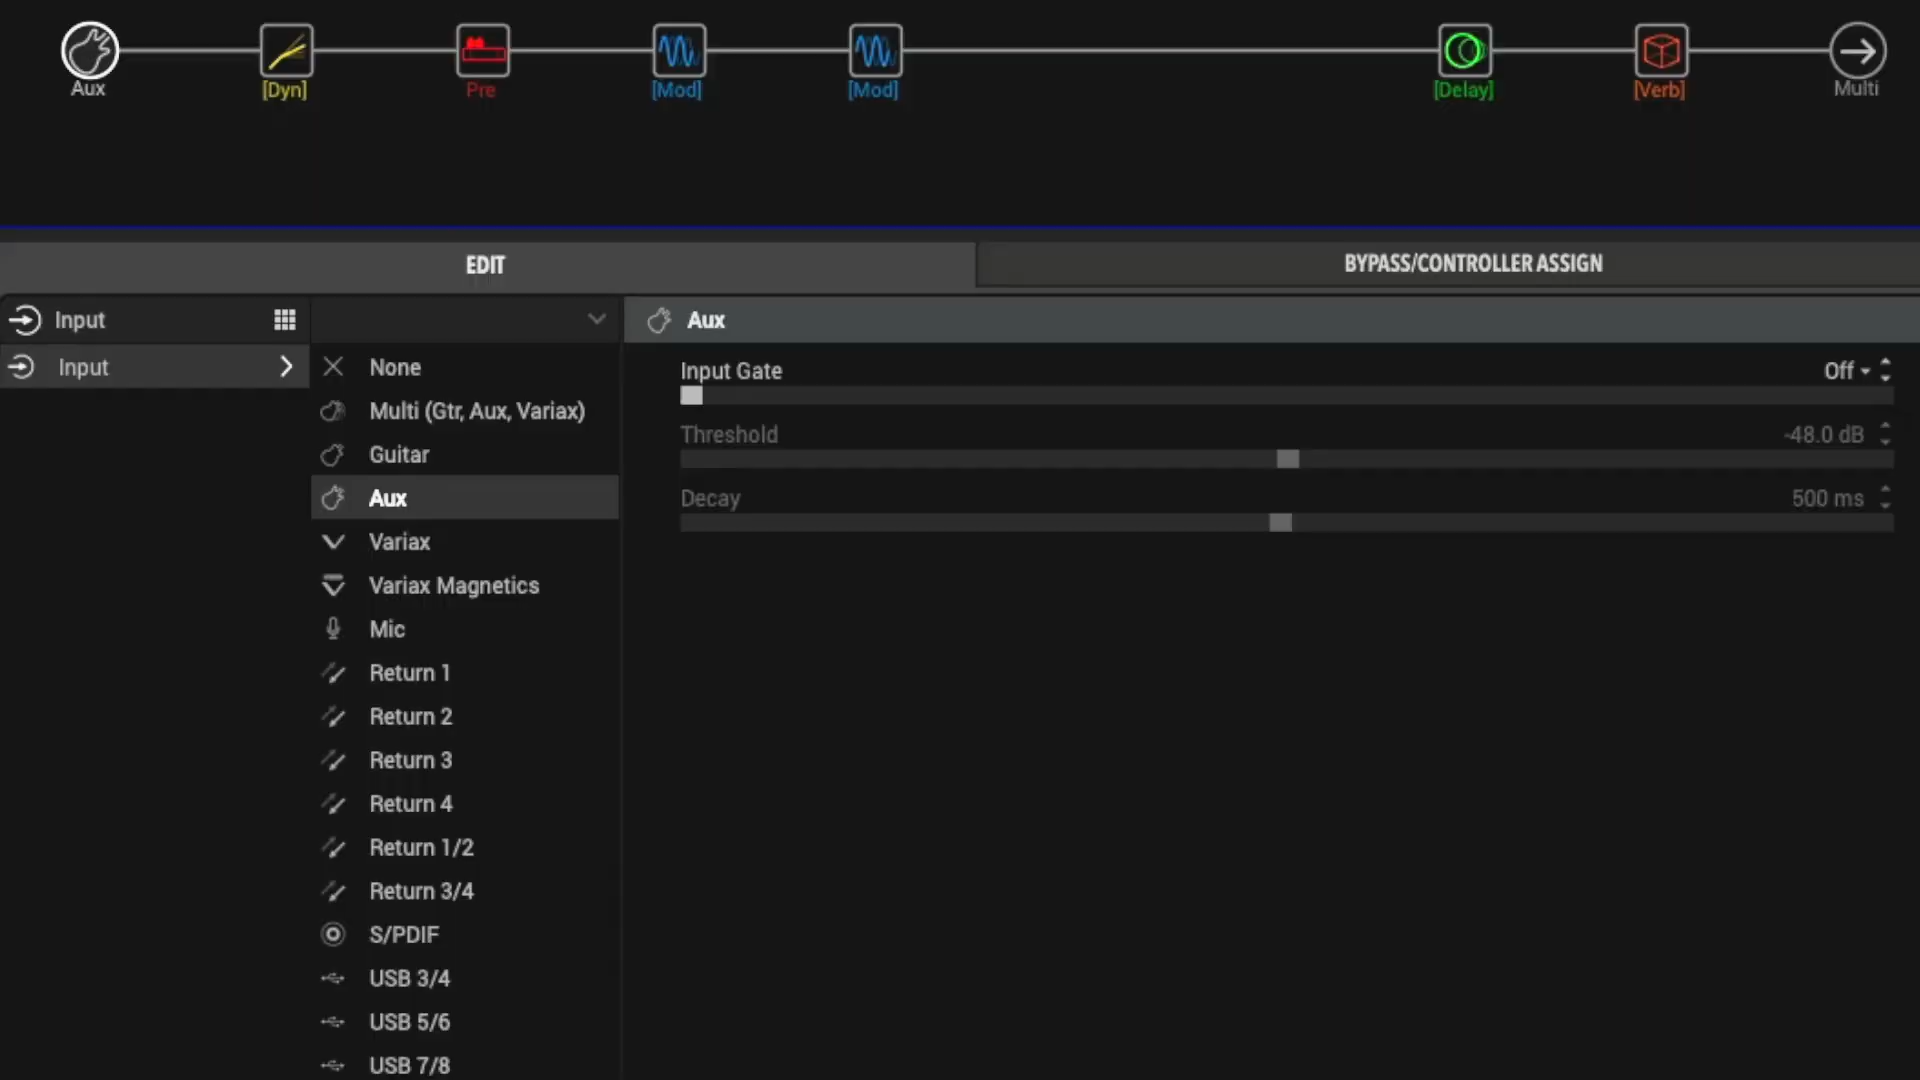 Aux
[Dyn]
Pre
[Mod]
[Mod]
[Delay]
[Verb]
Multi
EDIT
BYPASS/CONTROLLER ASSIGN
Input
Input
None
Multi (Gtr, Aux, Variax)
Guitar
Aux
Variax
Variax Magnetics
Mic
Return 1
Return 2
Return 3
Return 4
Return 1/2
Return 3/4
S/PDIF
USB 3/4
USB 5/6
USB 7/8
Aux
Input Gate
Off
Threshold
-48.0 dB
Decay
500 ms